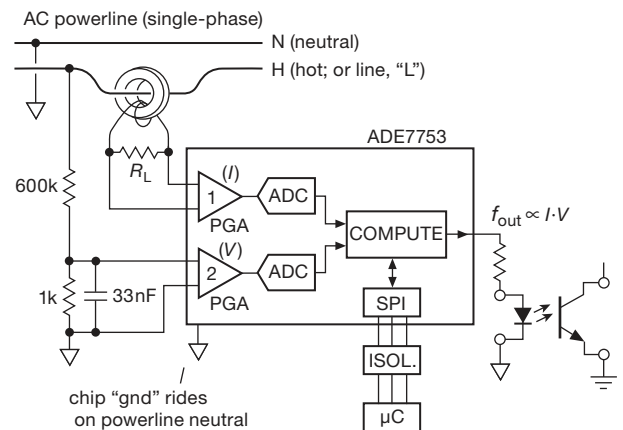 AC powerline (single-phase)
N (neutral)
H (hot; or line, “L”)
ADE7753
600k
R_L
(I)
1
PGA
ADC
(V)
2
PGA
ADC
COMPUTE
f_out ∝ I·V
1k
33nF
SPI
ISOL.
µC
chip “gnd” rides
on powerline neutral